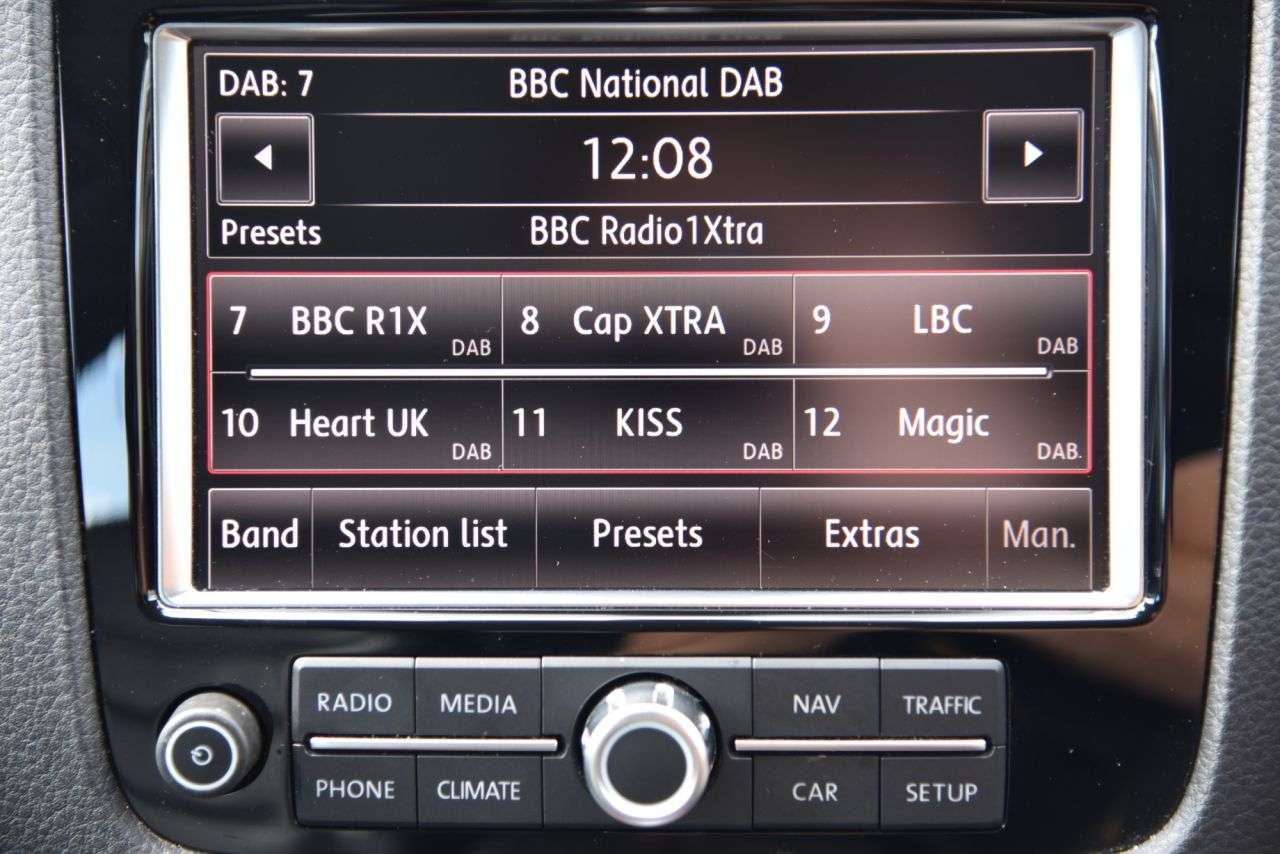 DAB: 7 BBC National DAB
12:08
Presets BBC Radio1Xtra
7 BBC R1X DAB 8 Cap XTRA DAB 9 LBC DAB
10 Heart UK DAB 11 KISS DAB 12 Magic DAB
Band Station list Presets Extras Man.
RADIO MEDIA NAV TRAFFIC
PHONE CLIMATE CAR SETUP